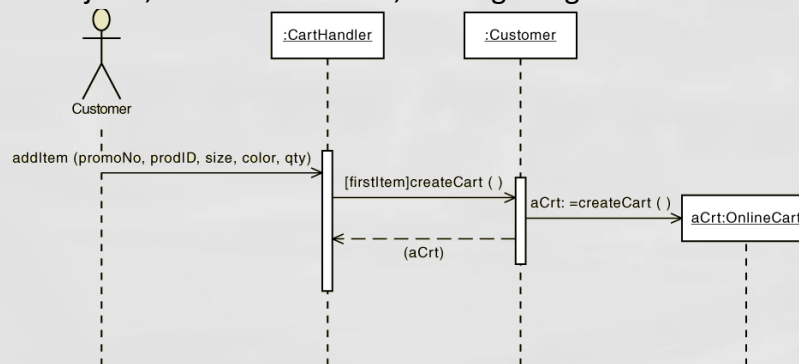 :CartHandler
:Customer
Customer
addItem (promoNo, prodID, size, color, qty)
[firstItem]createCart ( )
aCrt: =createCart ( )
aCrt:OnlineCart
(aCrt)